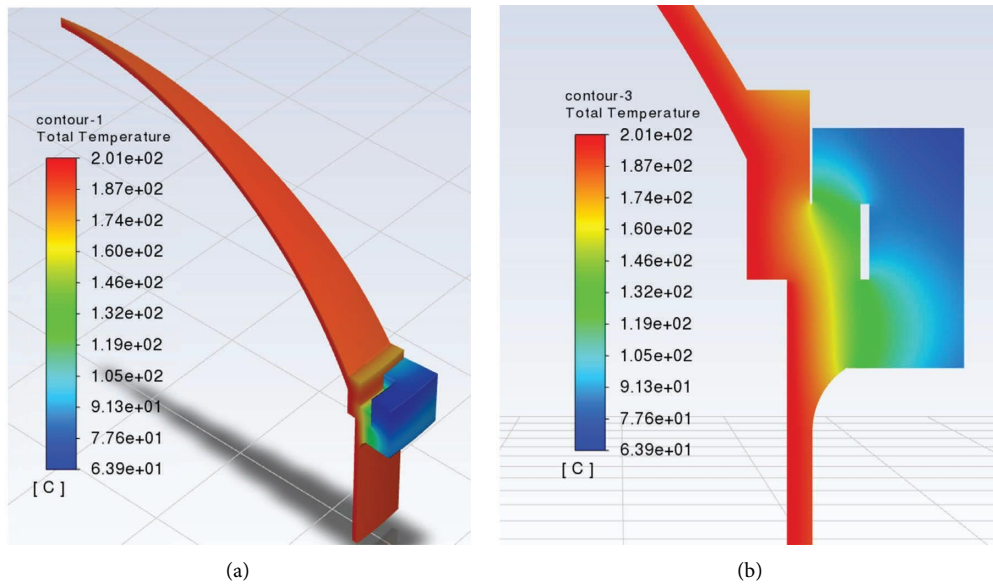 contour-1
Total Temperature
2.01e+02
1.87e+02
1.74e+02
1.60e+02
1.46e+02
1.32e+02
1.19e+02
1.05e+02
9.13e+01
7.76e+01
6.39e+01
[ C ]
(a)
contour-3
Total Temperature
2.01e+02
1.87e+02
1.74e+02
1.60e+02
1.46e+02
1.32e+02
1.19e+02
1.05e+02
9.13e+01
7.76e+01
6.39e+01
[ C ]
(b)